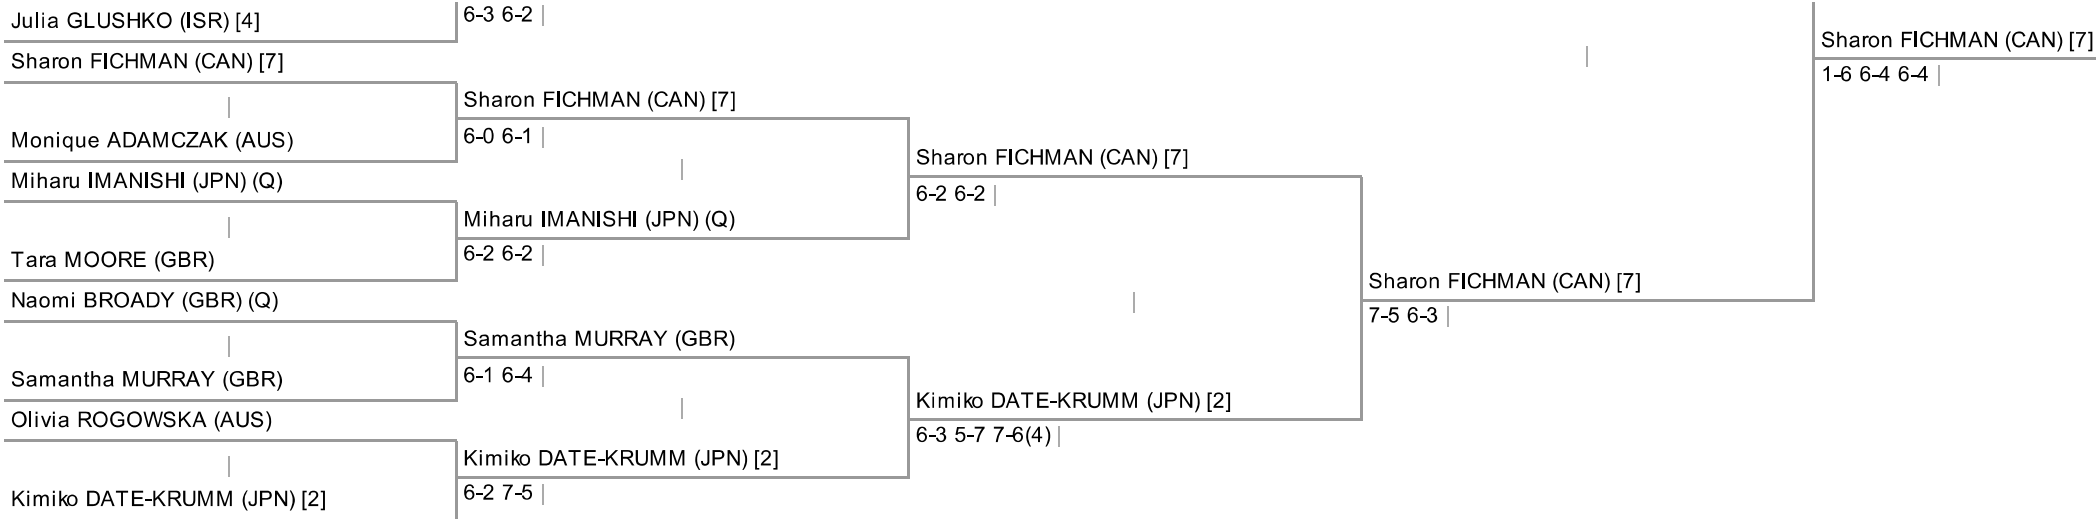 Julia GLUSHKO (ISR) [4]
6-3 6-2
Sharon FICHMAN (CAN) [7]
1-6 6-4 6-4
Sharon FICHMAN (CAN) [7]
Sharon FICHMAN (CAN) [7]
6-0 6-1
Monique ADAMCZAK (AUS)
Sharon FICHMAN (CAN) [7]
6-2 6-2
Miharu IMANISHI (JPN) (Q)
Miharu IMANISHI (JPN) (Q)
6-2 6-2
Tara MOORE (GBR)
Sharon FICHMAN (CAN) [7]
7-5 6-3
Naomi BROADY (GBR) (Q)
Samantha MURRAY (GBR)
6-1 6-4
Samantha MURRAY (GBR)
Kimiko DATE-KRUMM (JPN) [2]
6-3 5-7 7-6(4)
Olivia ROGOWSKA (AUS)
Kimiko DATE-KRUMM (JPN) [2]
6-2 7-5
Kimiko DATE-KRUMM (JPN) [2]